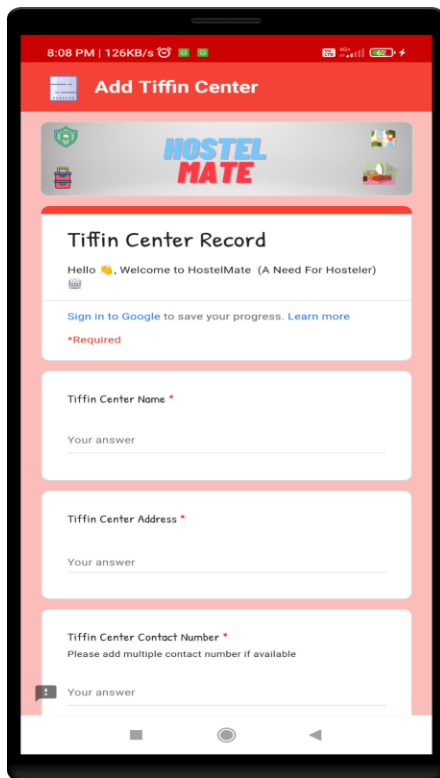 8:08 PM | 126KB/s
4G+ 62
Add Tiffin Center
HOSTEL
MATE
Tiffin Center Record
Hello 👋, Welcome to HostelMate (A Need For Hosteler)
🏢
Sign in to Google to save your progress. Learn more
*Required
Tiffin Center Name *
Your answer
Tiffin Center Address *
Your answer
Tiffin Center Contact Number *
Please add multiple contact number if available
Your answer